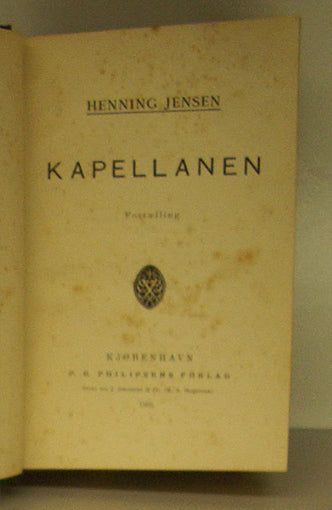 HENNING JENSEN
KAPELLANEN
Fortælling
KJØBENHAVN
P. G. PHILIPSENS FORLAG